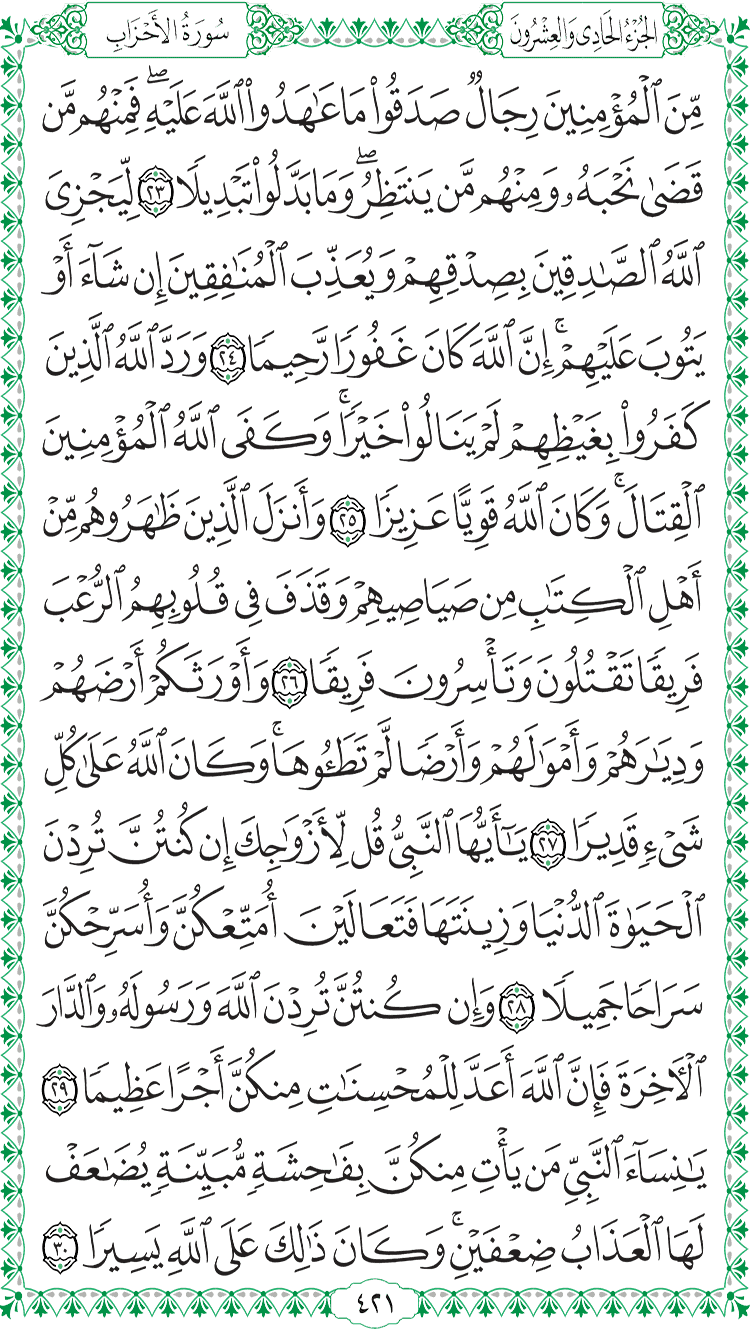 الجُزْءُ الحَادِي وَالعِشْرُونَ
سُورَةُ الأَحْزَابِ
مِّنَ ٱلۡمُؤۡمِنِينَ رِجَالٞ صَدَقُواْ مَا عَٰهَدُواْ ٱللَّهَ عَلَيۡهِۖ فَمِنۡهُم مَّن
قَضَىٰ نَحۡبَهُۥ وَمِنۡهُم مَّن يَنتَظِرُۖ وَمَا بَدَّلُواْ تَبۡدِيلٗا ٢٣ لِّيَجۡزِيَ
ٱللَّهُ ٱلصَّٰدِقِينَ بِصِدۡقِهِمۡ وَيُعَذِّبَ ٱلۡمُنَٰفِقِينَ إِن شَآءَ أَوۡ
يَتُوبَ عَلَيۡهِمۡۚ إِنَّ ٱللَّهَ كَانَ غَفُورٗا رَّحِيمٗا ٢٤ وَرَدَّ ٱللَّهُ ٱلَّذِينَ
كَفَرُواْ بِغَيۡظِهِمۡ لَمۡ يَنَالُواْ خَيۡرٗاۚ وَكَفَى ٱللَّهُ ٱلۡمُؤۡمِنِينَ
ٱلۡقِتَالَۚ وَكَانَ ٱللَّهُ قَوِيًّا عَزِيزٗا ٢٥ وَأَنزَلَ ٱلَّذِينَ ظَٰهَرُوهُم مِّنۡ
أَهۡلِ ٱلۡكِتَٰبِ مِن صَيَاصِيهِمۡ وَقَذَفَ فِي قُلُوبِهِمُ ٱلرُّعۡبَ
فَرِيقٗا تَقۡتُلُونَ وَتَأۡسِرُونَ فَرِيقٗا ٢٦ وَأَوۡرَثَكُمۡ أَرۡضَهُمۡ
وَدِيَٰرَهُمۡ وَأَمۡوَٰلَهُمۡ وَأَرۡضٗا لَّمۡ تَطَـُٔوهَاۚ وَكَانَ ٱللَّهُ عَلَىٰ كُلِّ
شَيۡءٖ قَدِيرٗا ٢٧ يَٰٓأَيُّهَا ٱلنَّبِيُّ قُل لِّأَزۡوَٰجِكَ إِن كُنتُنَّ تُرِدۡنَ
ٱلۡحَيَوٰةَ ٱلدُّنۡيَا وَزِينَتَهَا فَتَعَالَيۡنَ أُمَتِّعۡكُنَّ وَأُسَرِّحۡكُنَّ
سَرَاحٗا جَمِيلٗا ٢٨ وَإِن كُنتُنَّ تُرِدۡنَ ٱللَّهَ وَرَسُولَهُۥ وَٱلدَّارَ
ٱلۡأٓخِرَةَ فَإِنَّ ٱللَّهَ أَعَدَّ لِلۡمُحۡسِنَٰتِ مِنكُنَّ أَجۡرًا عَظِيمٗا ٢٩
يَٰنِسَآءَ ٱلنَّبِيِّ مَن يَأۡتِ مِنكُنَّ بِفَٰحِشَةٖ مُّبَيِّنَةٖ يُضَٰعَفۡ
لَهَا ٱلۡعَذَابُ ضِعۡفَيۡنِۚ وَكَانَ ذَٰلِكَ عَلَى ٱللَّهِ يَسِيرٗا ٣٠
٤٢١